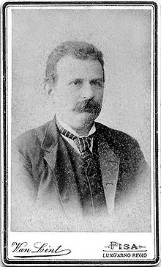 Van Lint
PISA
LUNGARNO REGIO